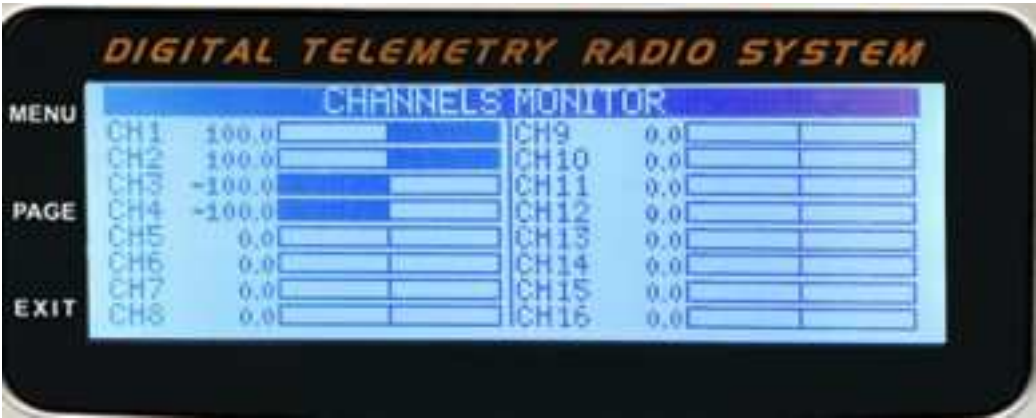 DIGITAL TELEMETRY RADIO SYSTEM
CHANNELS MONITOR
MENU
PAGE
EXIT
CH1 100.0 CH9 0.0
CH2 100.0 CH10 0.0
CH3 -100.0 CH11 0.0
CH4 -100.0 CH12 0.0
CH5 0.0 CH13 0.0
CH6 0.0 CH14 0.0
CH7 0.0 CH15 0.0
CH8 0.0 CH16 0.0